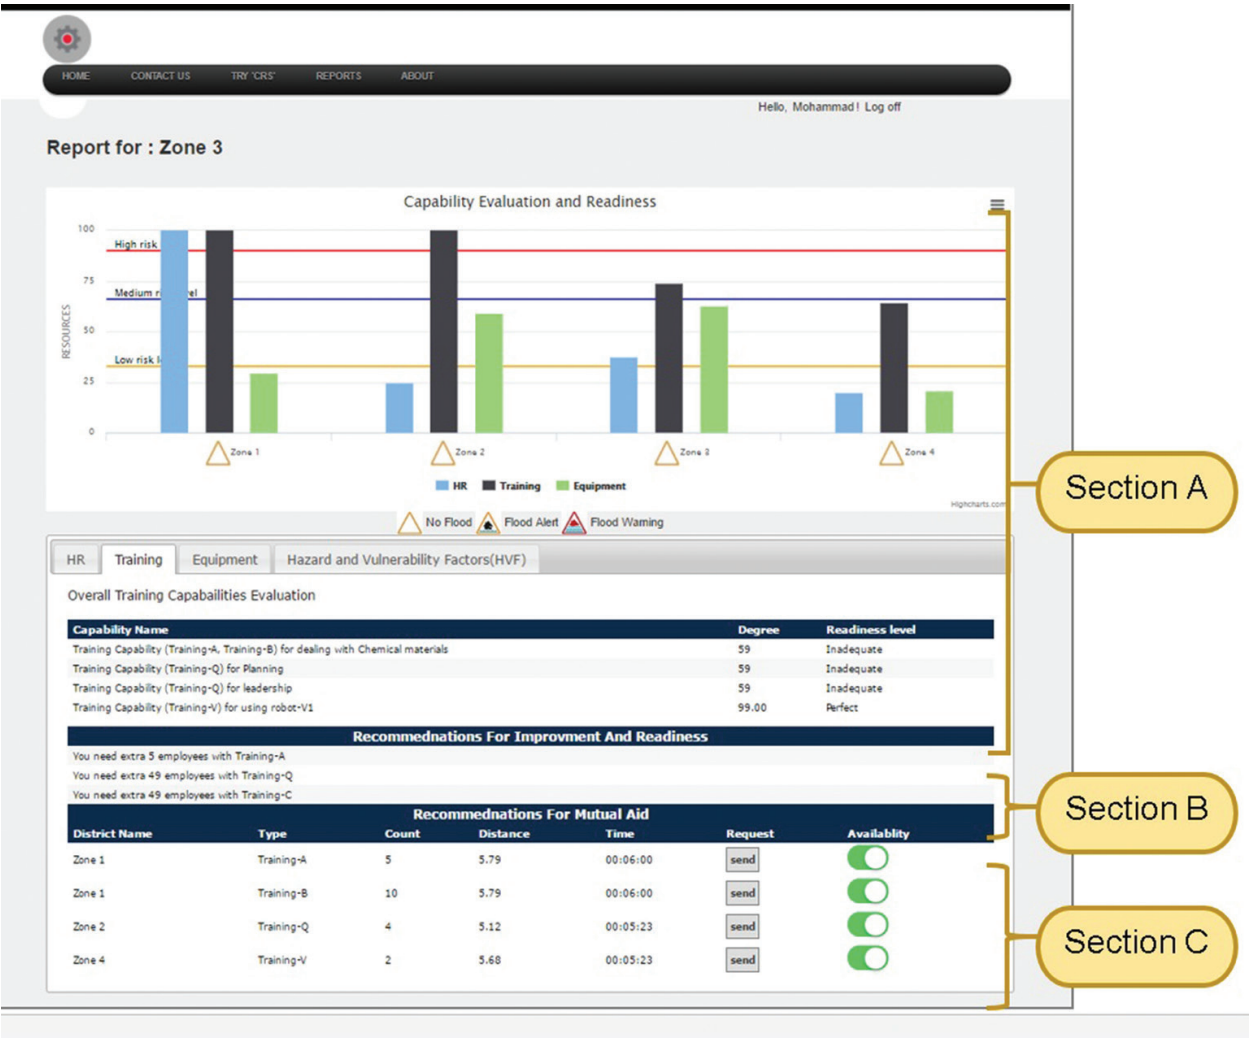 HOME CONTACT US TRY 'CRS' REPORTS ABOUT
Hello, Mohammad! Log off
Report for : Zone 3
Capability Evaluation and Readiness
100
High risk
75
Medium r el
RESOURCES
50
Low risk l
25
0
Zone 1 Zone 2 Zone 3 Zone 4
HR Training Equipment
Highcharts.com
No Flood Flood Alert Flood Warning
Section A
HR Training Equipment Hazard and Vulnerability Factors(HVF)
Overall Training Capabailities Evaluation
Capability Name Degree Readiness level
Training Capability (Training-A, Training-B) for dealing with Chemical materials 59 Inadequate
Training Capability (Training-Q) for Planning 59 Inadequate
Training Capability (Training-Q) for leadership 59 Inadequate
Training Capability (Training-V) for using robot-V1 99.00 Perfect
Recommednations For Improvment And Readiness
You need extra 5 employees with Training-A
You need extra 49 employees with Training-Q
You need extra 49 employees with Training-C
Section B
Recommednations For Mutual Aid
District Name Type Count Distance Time Request Availablity
Zone 1 Training-A 5 5.79 00:06:00 send
Zone 1 Training-B 10 5.79 00:06:00 send
Zone 2 Training-Q 4 5.12 00:05:23 send
Zone 4 Training-V 2 5.68 00:05:23 send
Section C